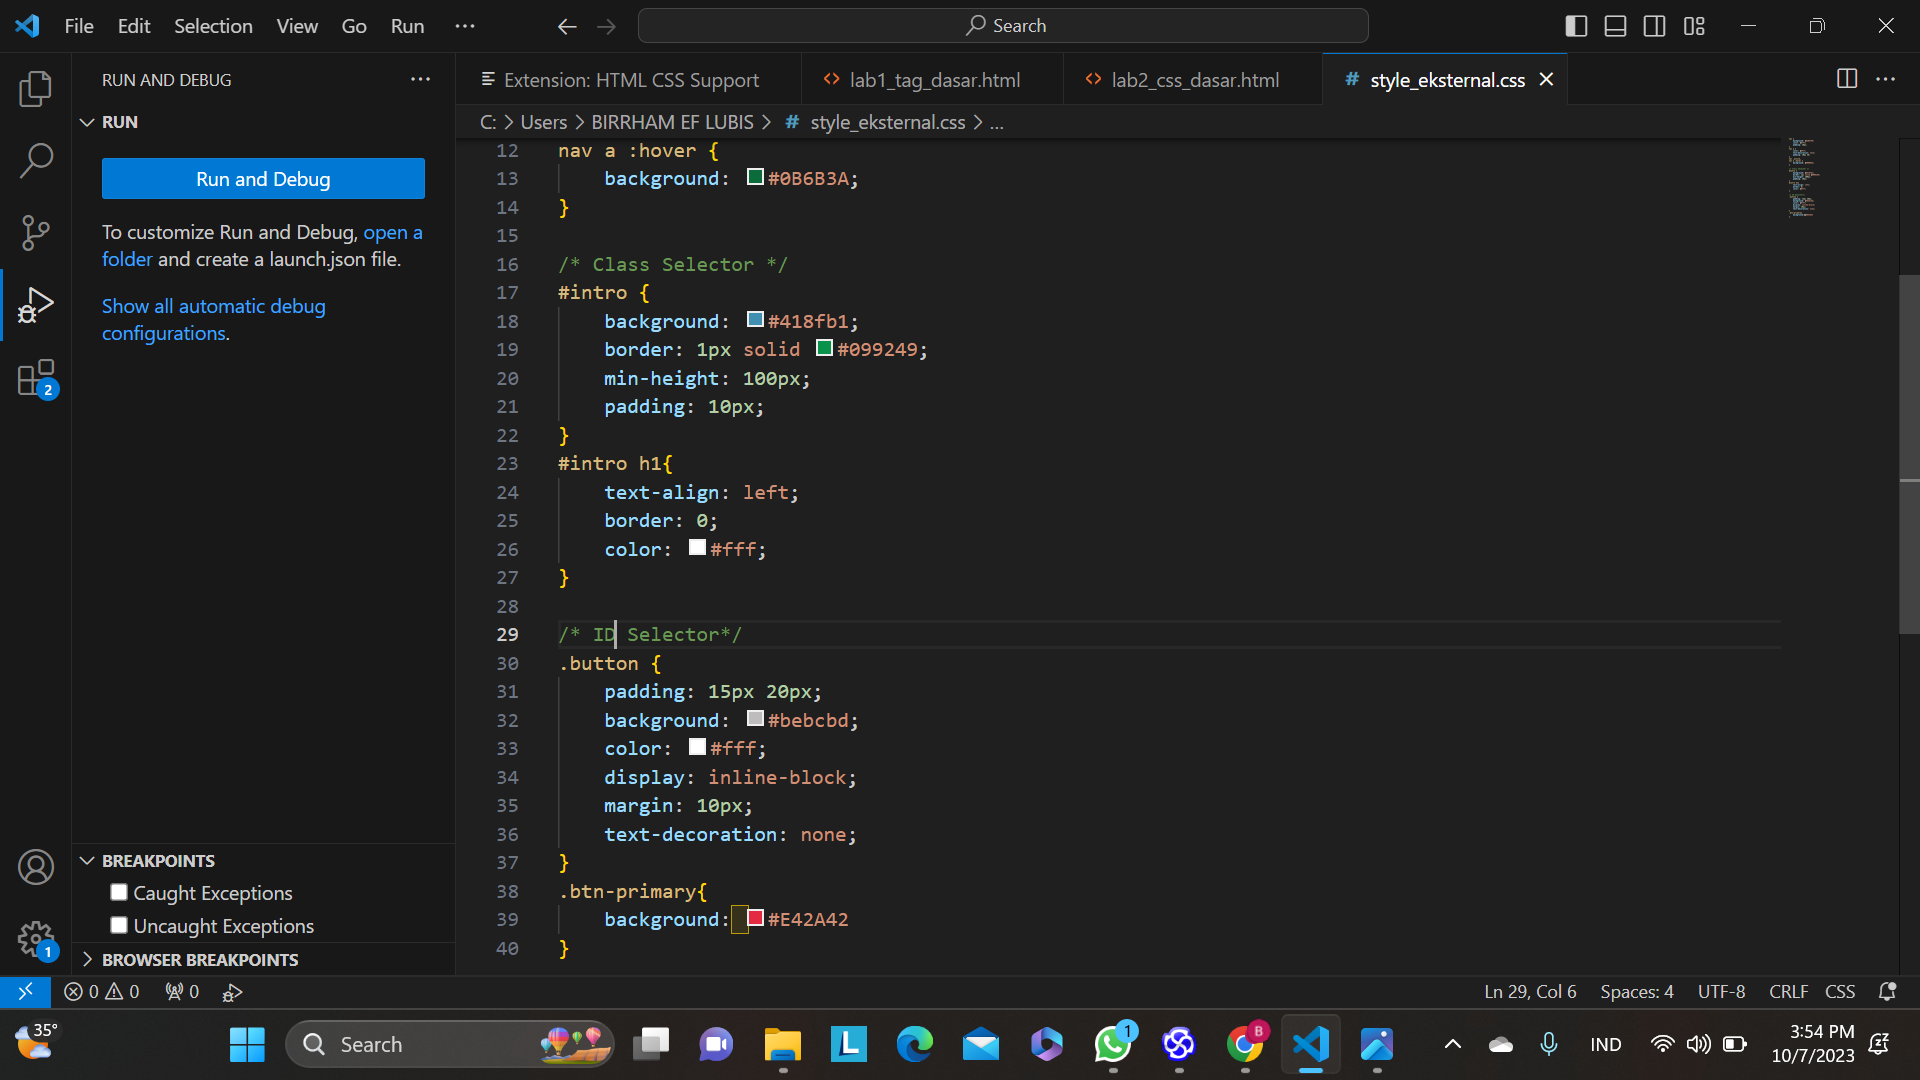 File Edit Selection View Go Run ··· Search
RUN AND DEBUG ···
Extension: HTML CSS Support
lab1_tag_dasar.html
lab2_css_dasar.html
# style_eksternal.css
RUN
C: > Users > BIRRHAM EF LUBIS > # style_eksternal.css > ...
Run and Debug
To customize Run and Debug, open a
folder and create a launch.json file.
Show all automatic debug
configurations.
12 nav a :hover {
13     background: #0B6B3A;
14 }
15
16 /* Class Selector */
17 #intro {
18     background: #418fb1;
19     border: 1px solid #099249;
20     min-height: 100px;
21     padding: 10px;
22 }
23 #intro h1{
24     text-align: left;
25     border: 0;
26     color: #fff;
27 }
28
29 /* ID Selector*/
30 .button {
31     padding: 15px 20px;
32     background: #bebcbd;
33     color: #fff;
34     display: inline-block;
35     margin: 10px;
36     text-decoration: none;
37 }
38 .btn-primary{
39     background: #E42A42
40 }
2
1
BREAKPOINTS
Caught Exceptions
Uncaught Exceptions
BROWSER BREAKPOINTS
0 0 0
Ln 29, Col 6 Spaces: 4 UTF-8 CRLF CSS
35°
Search
L
1
B
IND
3:54 PM
10/7/2023